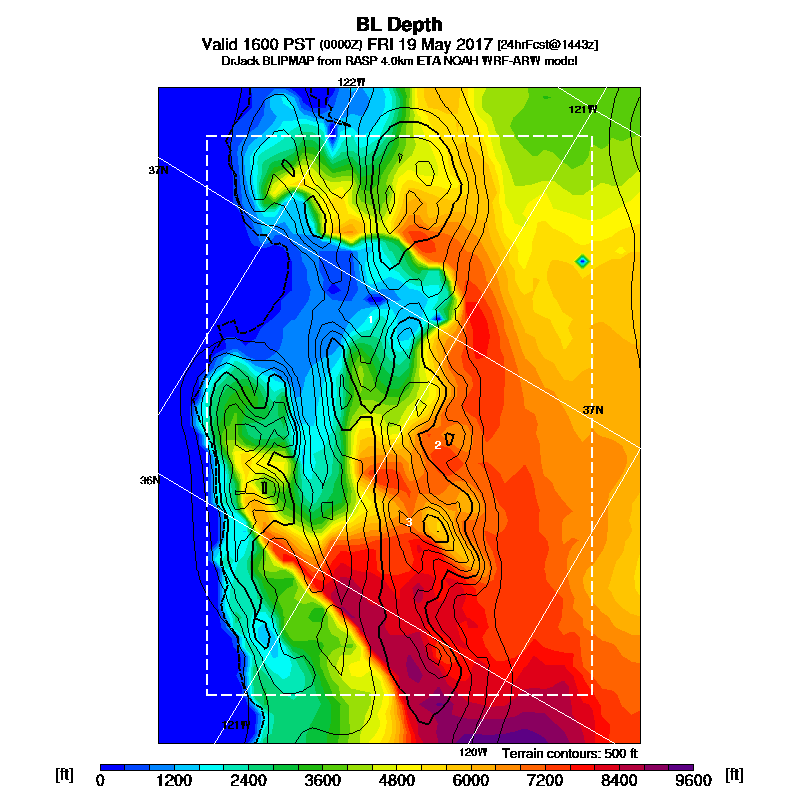 BL Depth
Valid 1600 PST (0000Z) FRI 19 May 2017 [24hrFcst@1443z]
DrJack BLIPMAP from RASP 4.0km ETA NOAH WRF-ARW model
122W
121W
37N
1
37N
2
36N
3
121W
120W
Terrain contours: 500 ft
[ft] 0 1200 2400 3600 4800 6000 7200 8400 9600 [ft]